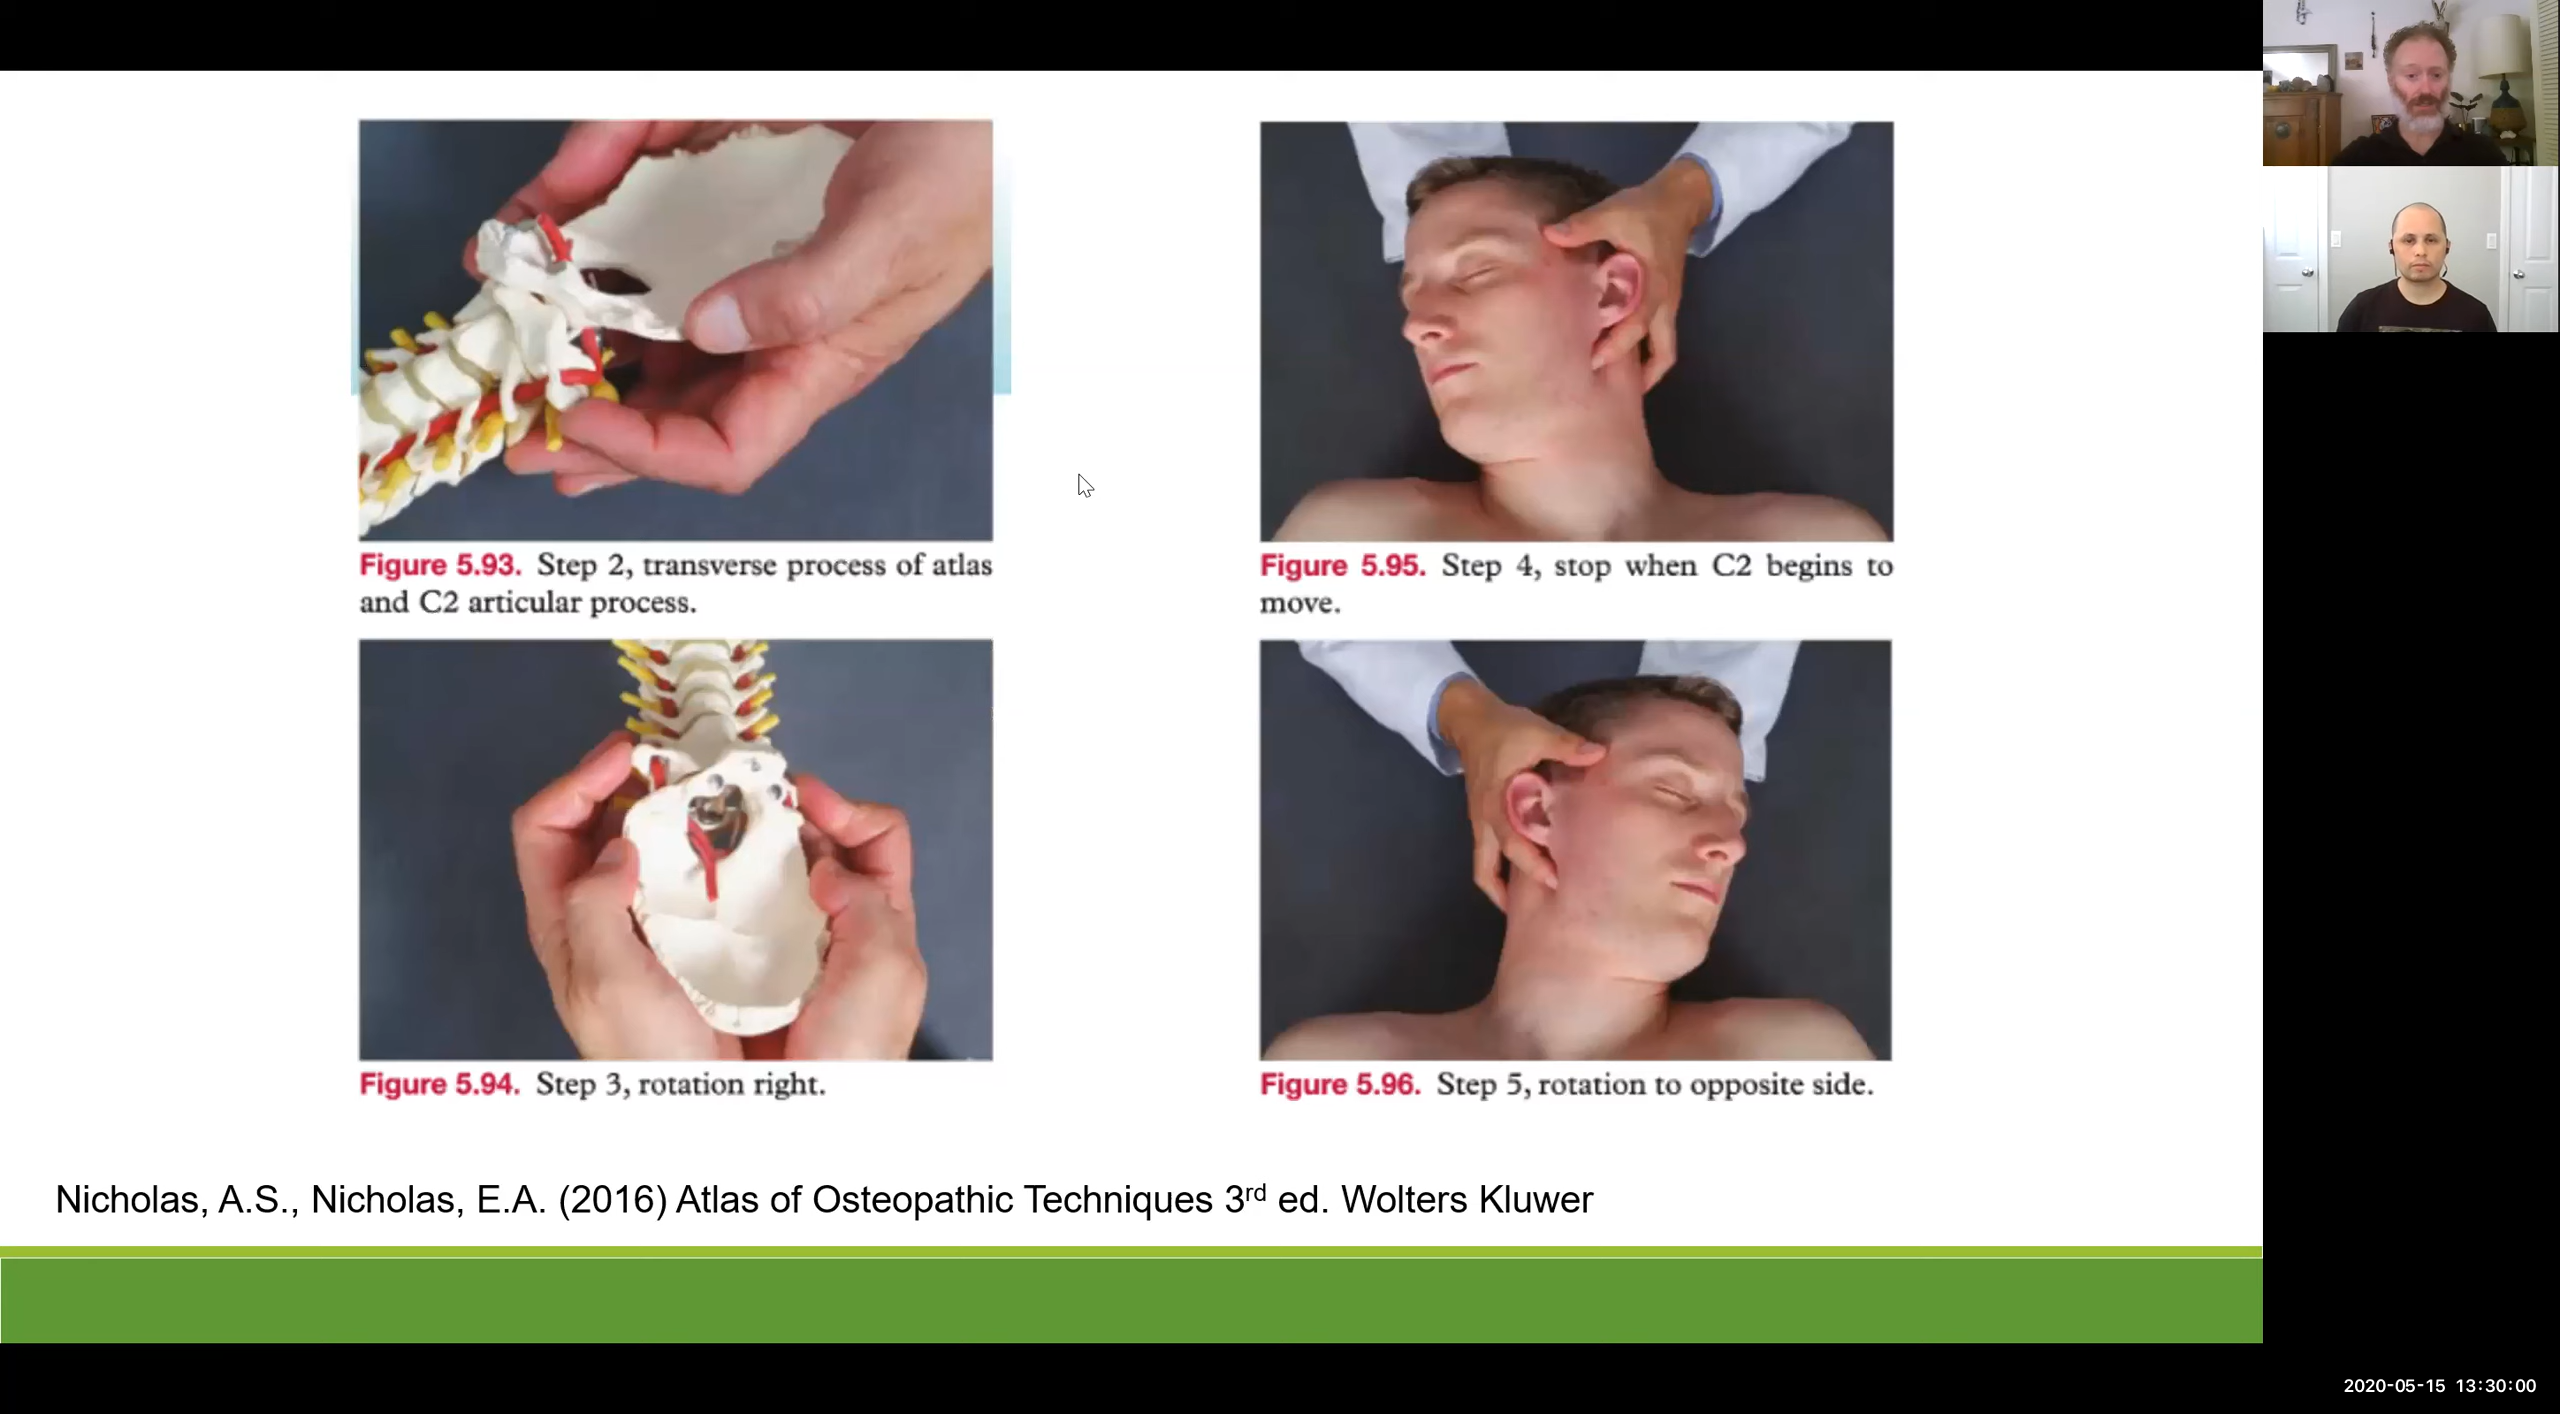 Figure 5.93. Step 2, transverse process of atlas
and C2 articular process.
Figure 5.95. Step 4, stop when C2 begins to
move.
Figure 5.94. Step 3, rotation right.
Figure 5.96. Step 5, rotation to opposite side.
Nicholas, A.S., Nicholas, E.A. (2016) Atlas of Osteopathic Techniques 3rd ed. Wolters Kluwer
2020-05-15 13:30:00